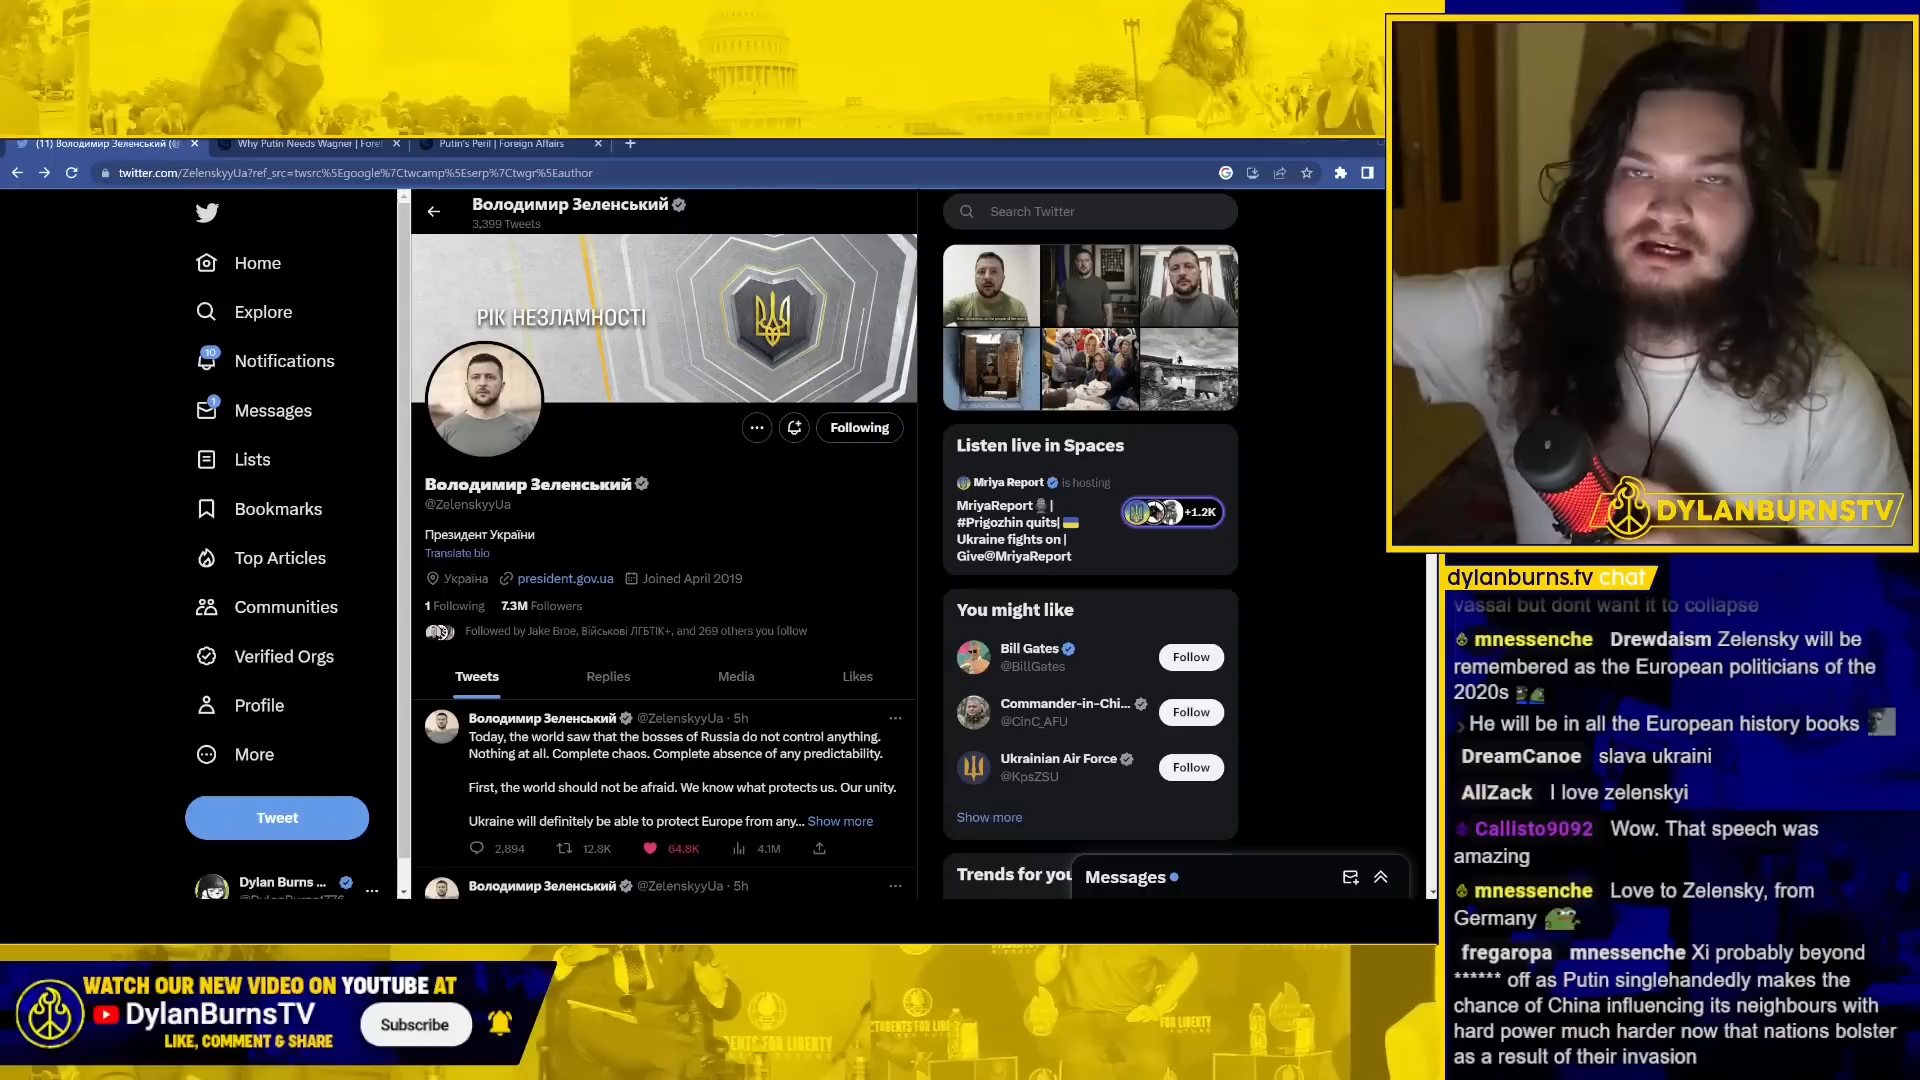 (11) Володимир Зеленський (@
Why Putin Needs Wagner | Forei
Putin's Peril | Foreign Affairs
twitter.com/ZelenskyyUa?ref_src=twsrc%5Egoogle%7Ctwcamp%5Eserp%7Ctwgr%5Eauthor
Home
Explore
10
Notifications
1
Messages
Lists
Bookmarks
Top Articles
Communities
Verified Orgs
Profile
More
Tweet
Dylan Burns ...
Володимир Зеленський
3,399 Tweets
РІК НЕЗЛАМНОСТІ
Following
Володимир Зеленський
@ZelenskyyUa
Президент України
Translate bio
Україна president.gov.ua Joined April 2019
1 Following 7.3M Followers
Followed by Jake Broe, Військові ЛГБТІК+, and 269 others you follow
Tweets Replies Media Likes
Володимир Зеленський @ZelenskyyUa · 5h
Today, the world saw that the bosses of Russia do not control anything.
Nothing at all. Complete chaos. Complete absence of any predictability.
First, the world should not be afraid. We know what protects us. Our unity.
Ukraine will definitely be able to protect Europe from any... Show more
2,894 12.8K 64.8K 4.1M
Володимир Зеленський @ZelenskyyUa · 5h
Search Twitter
Listen live in Spaces
Mriya Report is hosting
MriyaReport |
#Prigozhin quits|
Ukraine fights on |
Give@MriyaReport
+1.2K
You might like
Bill Gates
@BillGates
Follow
Commander-in-Chi...
@CinC_AFU
Follow
Ukrainian Air Force
@KpsZSU
Follow
Show more
Trends for you
Messages
DYLANBURNSTV
dylanburns.tv chat
vassal but dont want it to collapse
mnessenche Drewdaism Zelensky will be
remembered as the European politicians of the
2020s
He will be in all the European history books
DreamCanoe slava ukraini
AllZack I love zelenskyi
Callisto9092 Wow. That speech was
amazing
mnessenche Love to Zelensky, from
Germany
fregaropa mnessenche Xi probably beyond
****** off as Putin singlehandedly makes the
chance of China influencing its neighbours with
hard power much harder now that nations bolster
as a result of their invasion
WATCH OUR NEW VIDEO ON YOUTUBE AT
DylanBurnsTV
Subscribe
LIKE, COMMENT & SHARE
FOR LIBERTY